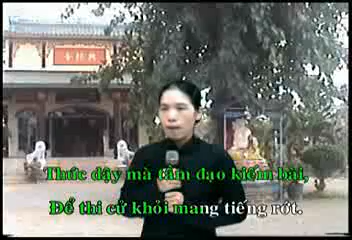 Thức dậy mà tầm đạo kiếm bài,
Để thi cử khỏi mang tiếng rớt.